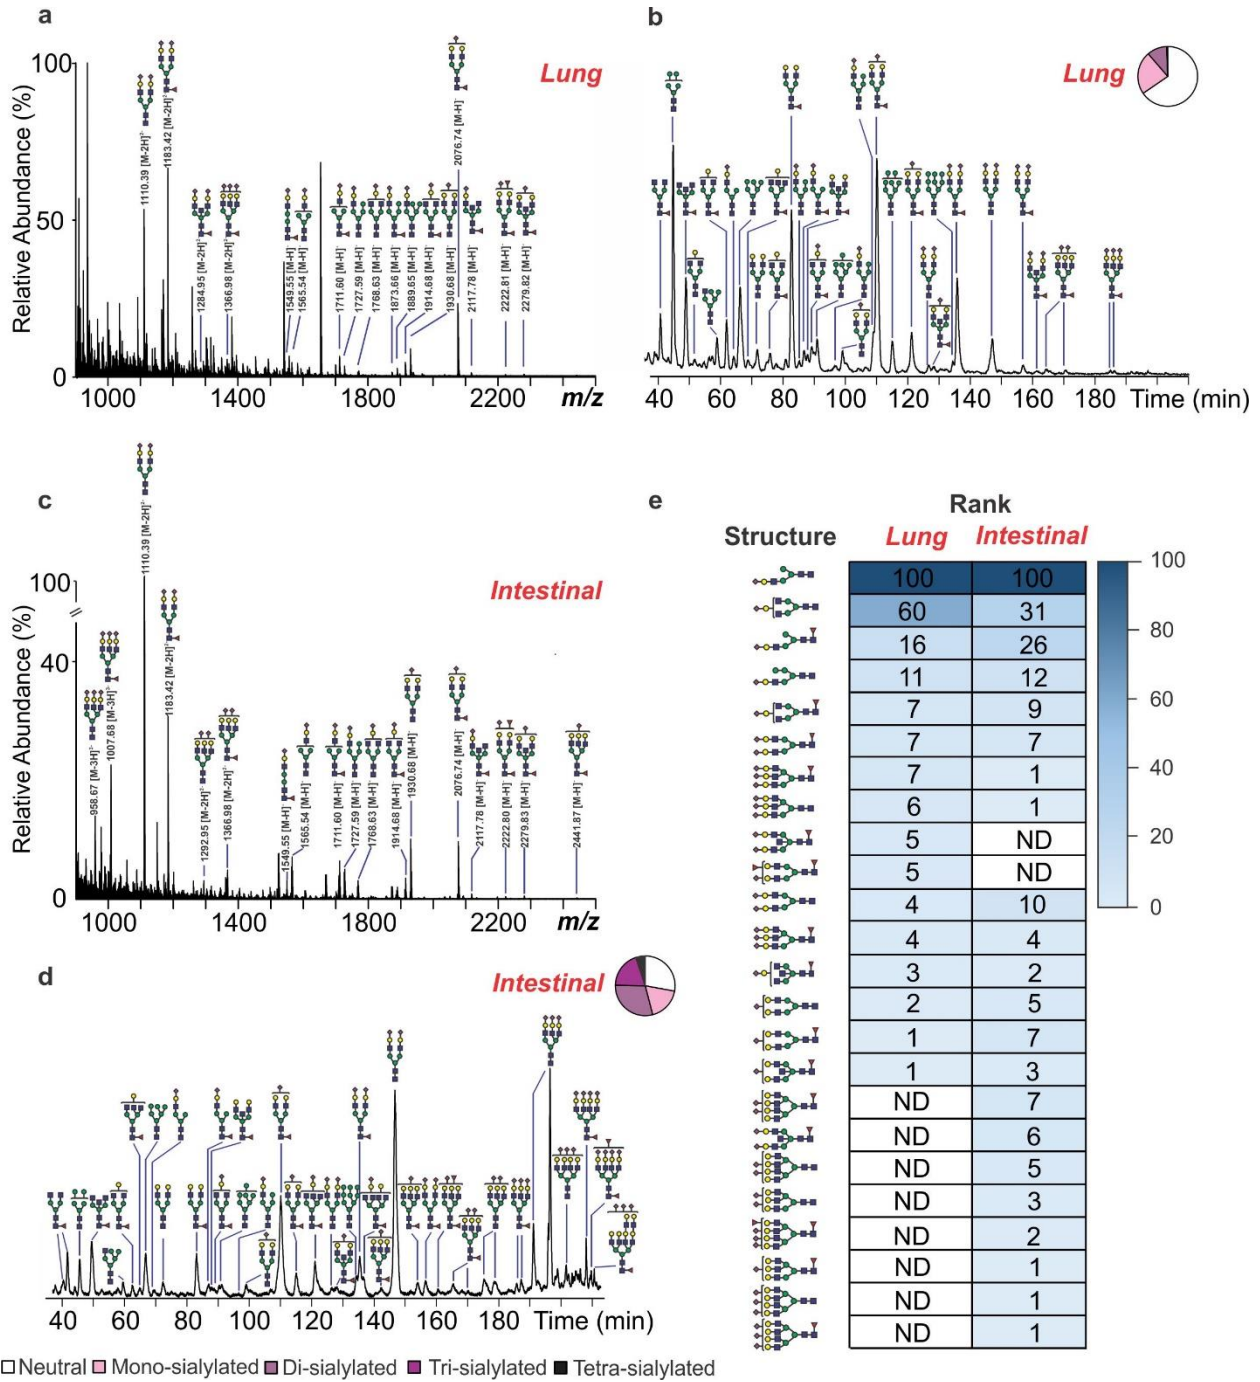 a
Lung
Relative Abundance (%)
100
50
0
1110.39 [M-2H]²⁻
1183.42 [M-2H]²⁻
1284.95 [M-2H]²⁻
1366.98 [M-2H]²⁻
1549.55 [M-H]⁻
1565.54 [M-H]⁻
1711.60 [M-H]⁻
1727.59 [M-H]⁻
1768.63 [M-H]⁻
1873.66 [M-H]⁻
1889.65 [M-H]⁻
1914.68 [M-H]⁻
1930.68 [M-H]⁻
2076.74 [M-H]⁻
2117.78 [M-H]⁻
2222.81 [M-H]⁻
2279.82 [M-H]⁻
1000 1400 1800 2200 m/z
b
Lung
40 60 80 100 120 140 160 180 Time (min)
c
Intestinal
Relative Abundance (%)
100
40
0
958.67 [M-3H]³⁻
1007.68 [M-3H]³⁻
1110.39 [M-2H]²⁻
1183.42 [M-2H]²⁻
1292.95 [M-2H]²⁻
1366.98 [M-2H]²⁻
1549.55 [M-H]⁻
1565.54 [M-H]⁻
1711.60 [M-H]⁻
1727.59 [M-H]⁻
1768.63 [M-H]⁻
1914.68 [M-H]⁻
1930.68 [M-H]⁻
2076.74 [M-H]⁻
2117.78 [M-H]⁻
2222.80 [M-H]⁻
2279.83 [M-H]⁻
2441.87 [M-H]⁻
1000 1400 1800 2200 m/z
d
Intestinal
40 60 80 100 120 140 160 180 Time (min)
Neutral Mono-sialylated Di-sialylated Tri-sialylated Tetra-sialylated
e
Rank
Structure Lung Intestinal
100 100
60 31
16 26
11 12
7 9
7 7
7 1
6 1
5 ND
5 ND
4 10
4 4
3 2
2 5
1 7
1 3
ND 7
ND 6
ND 5
ND 3
ND 2
ND 1
ND 1
ND 1
100
80
60
40
20
0